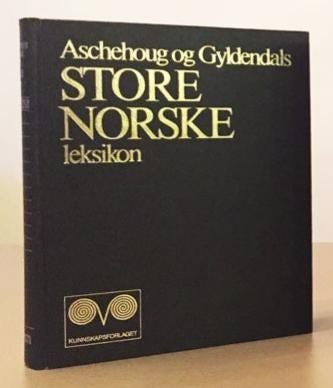 Aschehoug og Gyldendals
STORE
NORSKE
leksikon
KUNNSKAPSFORLAGET